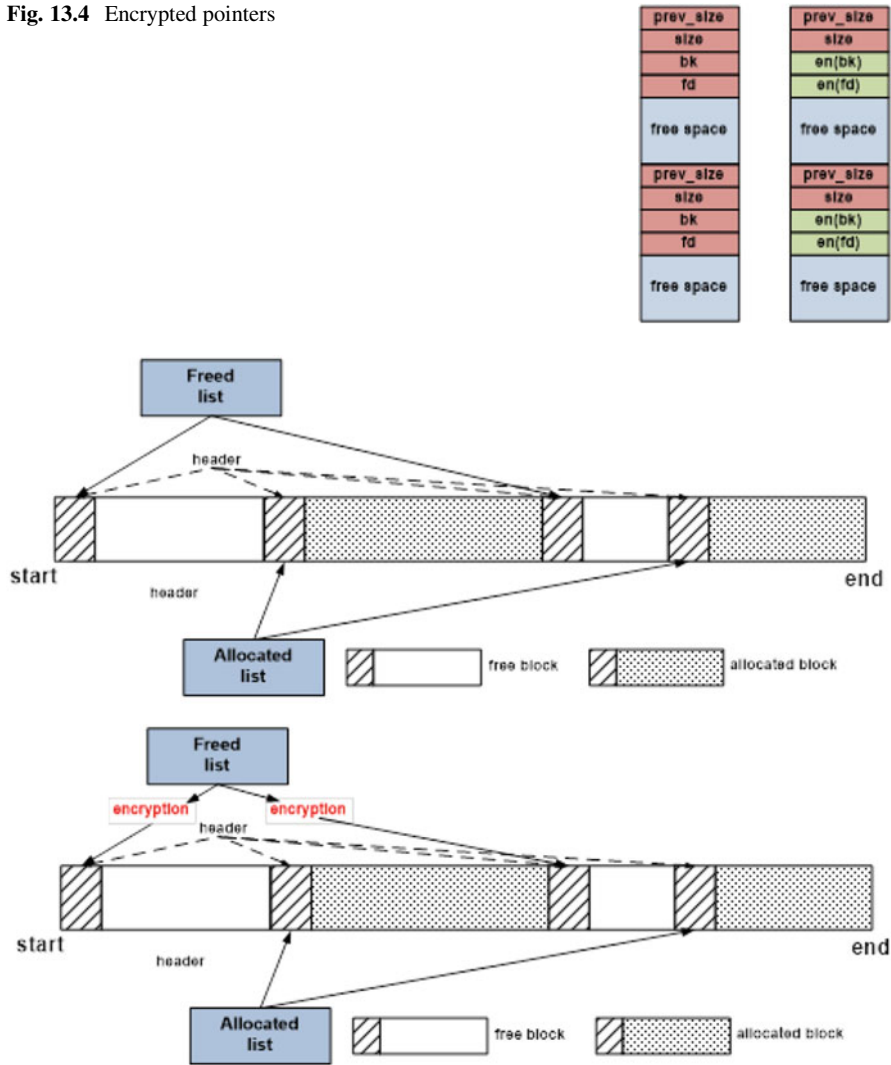 Fig. 13.4 Encrypted pointers
prev_size
size
bk
fd
free space
prev_size
size
bk
fd
free space
prev_size
size
en(bk)
en(fd)
free space
prev_size
size
en(bk)
en(fd)
free space
Freed
list
header
start
end
header
Allocated
list
free block
allocated block
Freed
list
encryption
encryption
header
start
end
header
Allocated
list
free block
allocated block